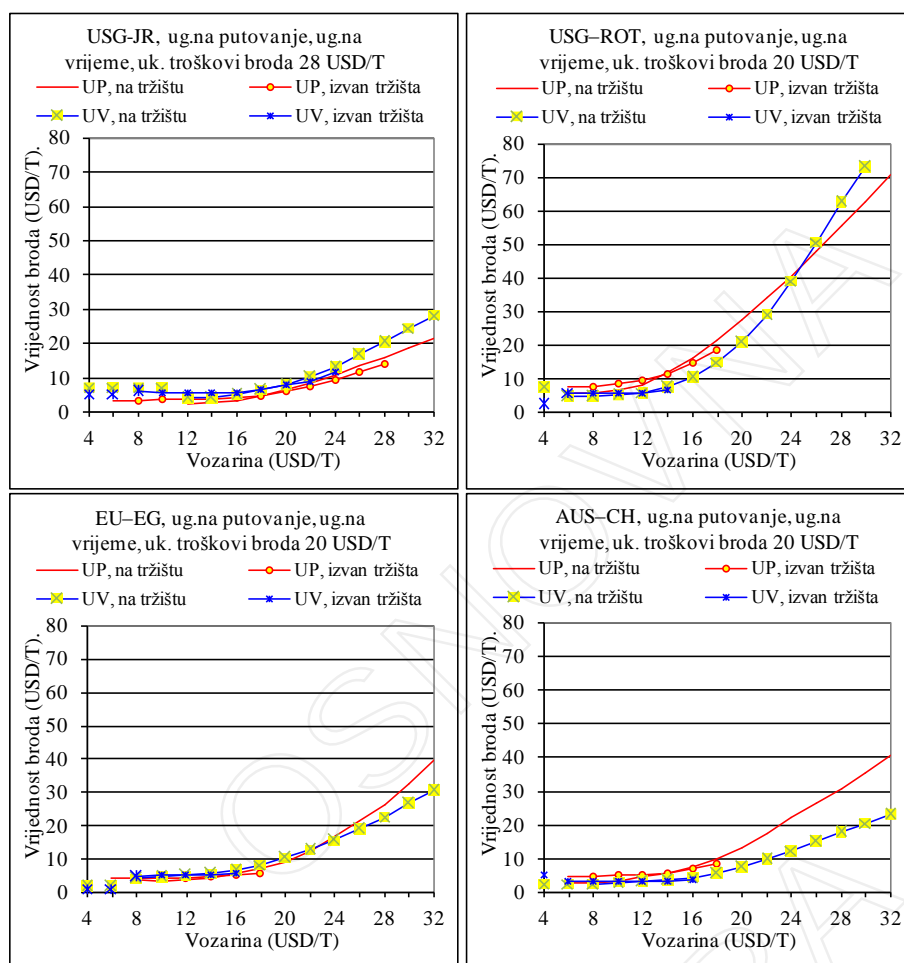 USG-JR, ug.na putovanje, ug.na
vrijeme, uk. troškovi broda 28 USD/T
UP, na tržištu
UP, izvan tržišta
UV, na tržištu
UV, izvan tržišta
Vrijednost broda (USD/T).
80
70
60
50
40
30
20
10
0
4 8 12 16 20 24 28 32
Vozarina (USD/T)
USG–ROT, ug.na putovanje, ug.na
vrijeme, uk. troškovi broda 20 USD/T
UP, na tržištu
UP, izvan tržišta
UV, na tržištu
UV, izvan tržišta
Vrijednost broda (USD/T).
80
70
60
50
40
30
20
10
0
4 8 12 16 20 24 28 32
Vozarina (USD/T)
EU–EG, ug.na putovanje, ug.na
vrijeme, uk. troškovi broda 20 USD/T
UP, na tržištu
UP, izvan tržišta
UV, na tržištu
UV, izvan tržišta
Vrijednost broda (USD/T).
80
70
60
50
40
30
20
10
0
4 8 12 16 20 24 28 32
Vozarina (USD/T)
AUS–CH, ug.na putovanje, ug.na
vrijeme, uk. troškovi broda 20 USD/T
UP, na tržištu
UP, izvan tržišta
UV, na tržištu
UV, izvan tržišta
Vrijednost broda (USD/T).
80
70
60
50
40
30
20
10
0
4 8 12 16 20 24 28 32
Vozarina (USD/T)
OSNOVNA